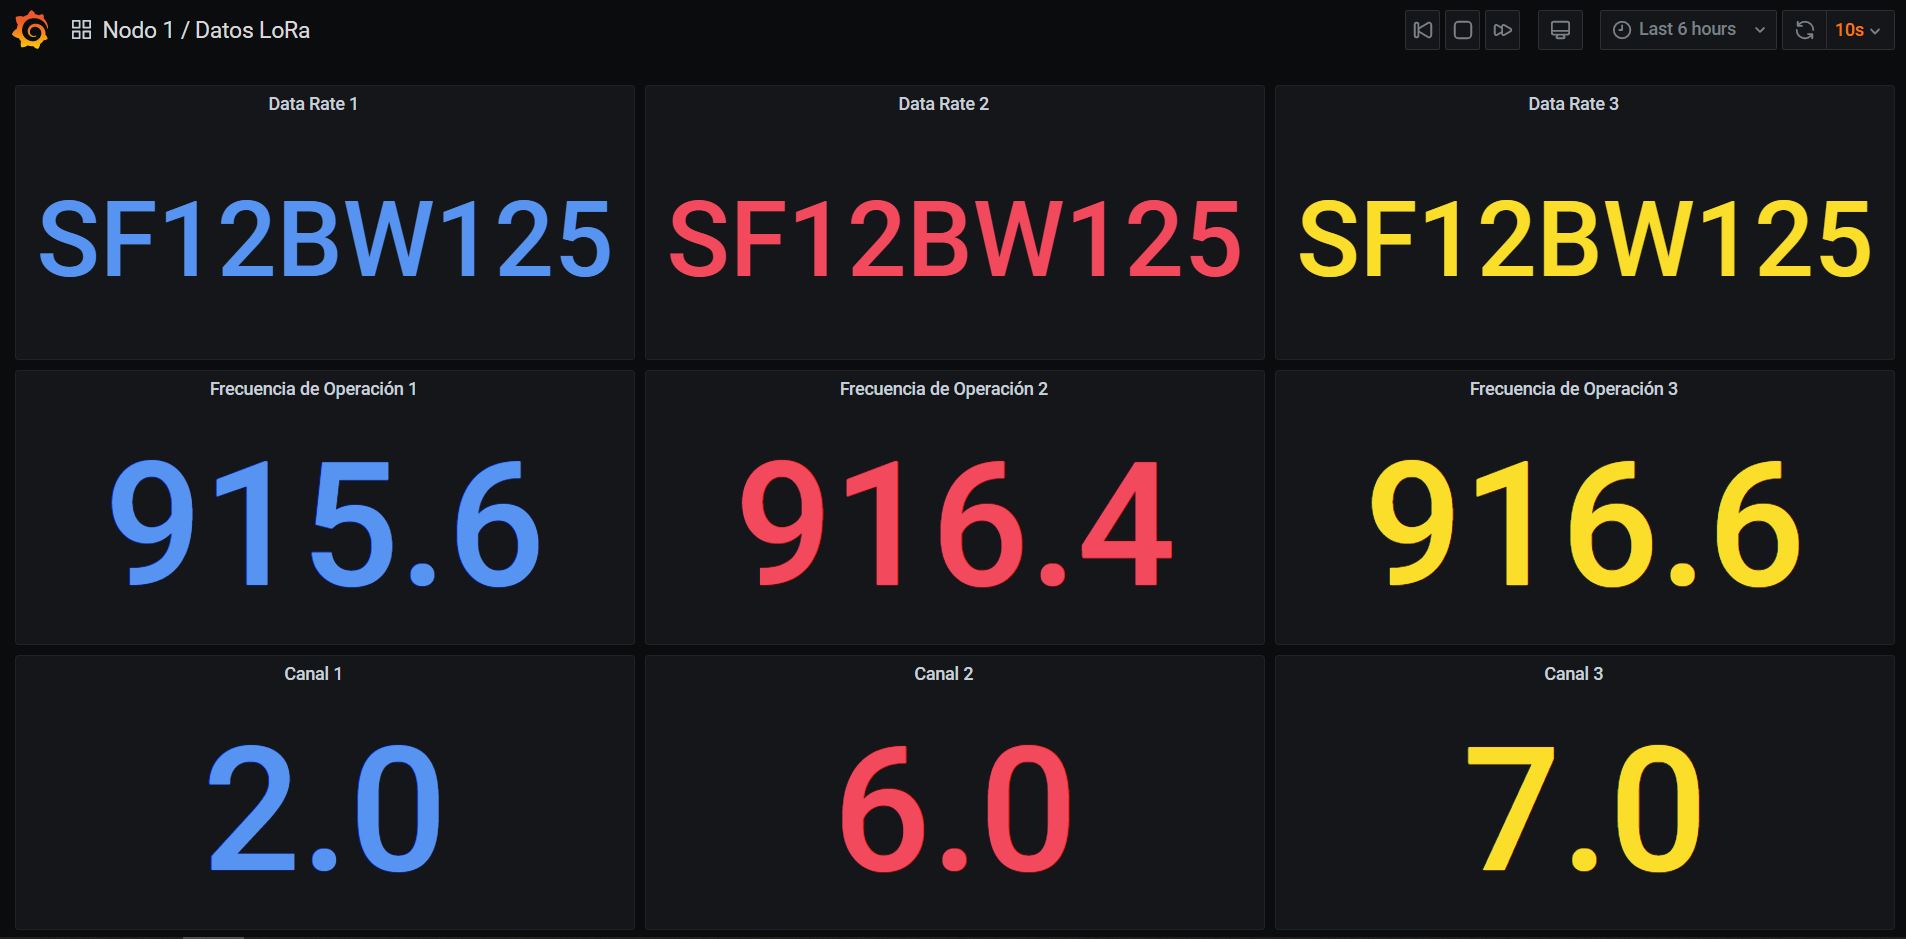 Nodo 1 / Datos LoRa
Last 6 hours
10s
Data Rate 1
Data Rate 2
Data Rate 3
SF12BW125
SF12BW125
SF12BW125
Frecuencia de Operación 1
Frecuencia de Operación 2
Frecuencia de Operación 3
915.6
916.4
916.6
Canal 1
Canal 2
Canal 3
2.0
6.0
7.0